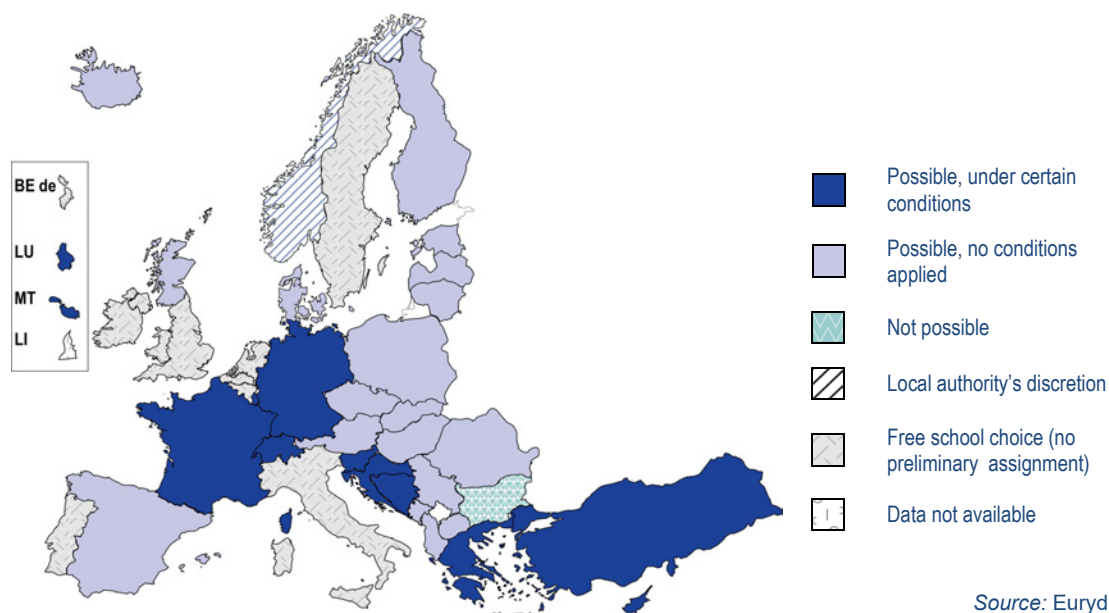 BE de
LU
MT
LI
Possible, under certain
conditions
Possible, no conditions
applied
Not possible
Local authority's discretion
Free school choice (no
preliminary assignment)
Data not available
Source: Euryd